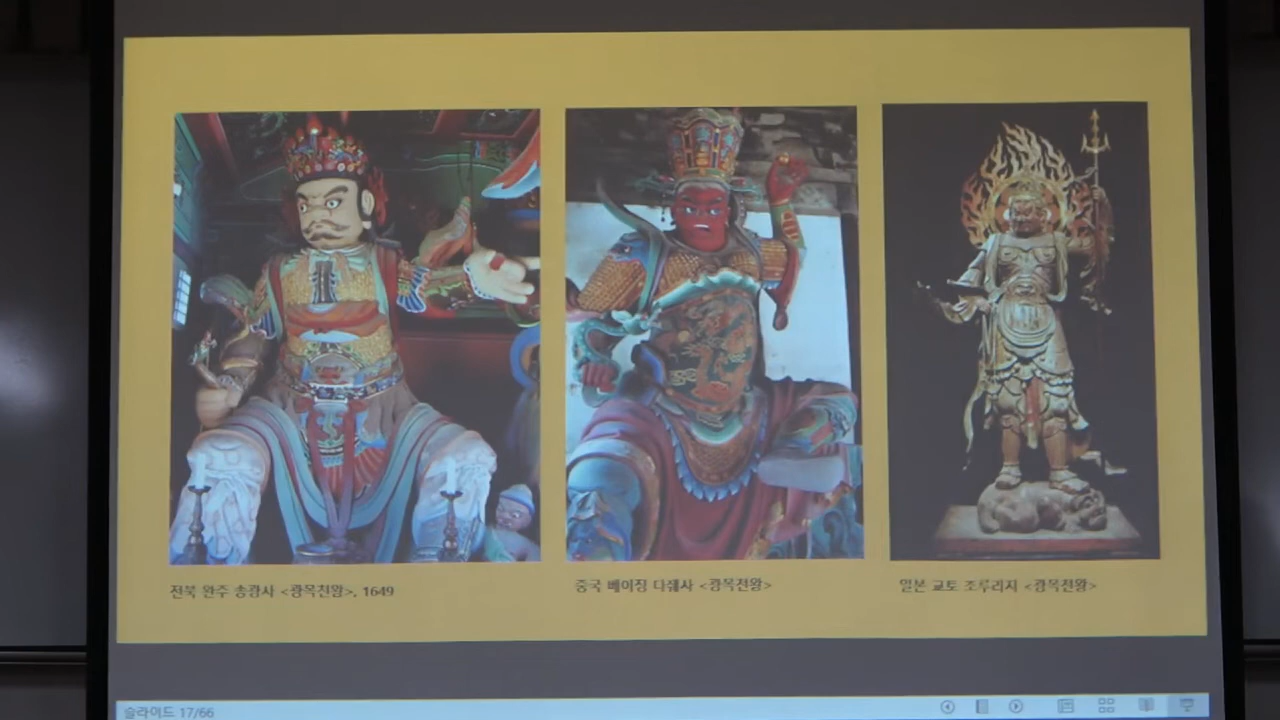 전북 완주 송광사 <광목천왕>, 1649
중국 베이징 다줴사 <광목천왕>
일본 교토 조루리지 <광목천왕>
슬라이드 17/66